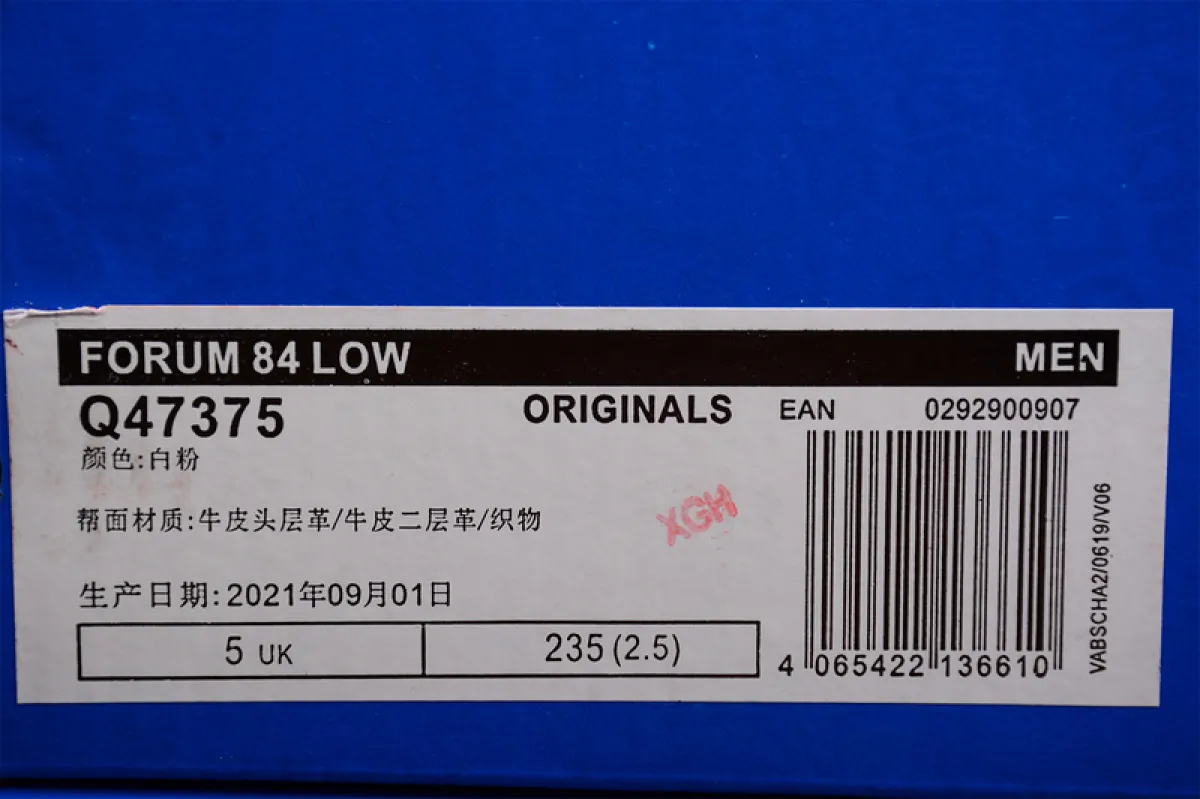 FORUM 84 LOW MEN
Q47375 ORIGINALS EAN 0292900907
颜色:白粉
帮面材质:牛皮头层革/牛皮二层革/织物
XGH
生产日期:2021年09月01日
5 UK 235 (2.5)
4 065422 136610
VABSCHA2/0619/V06